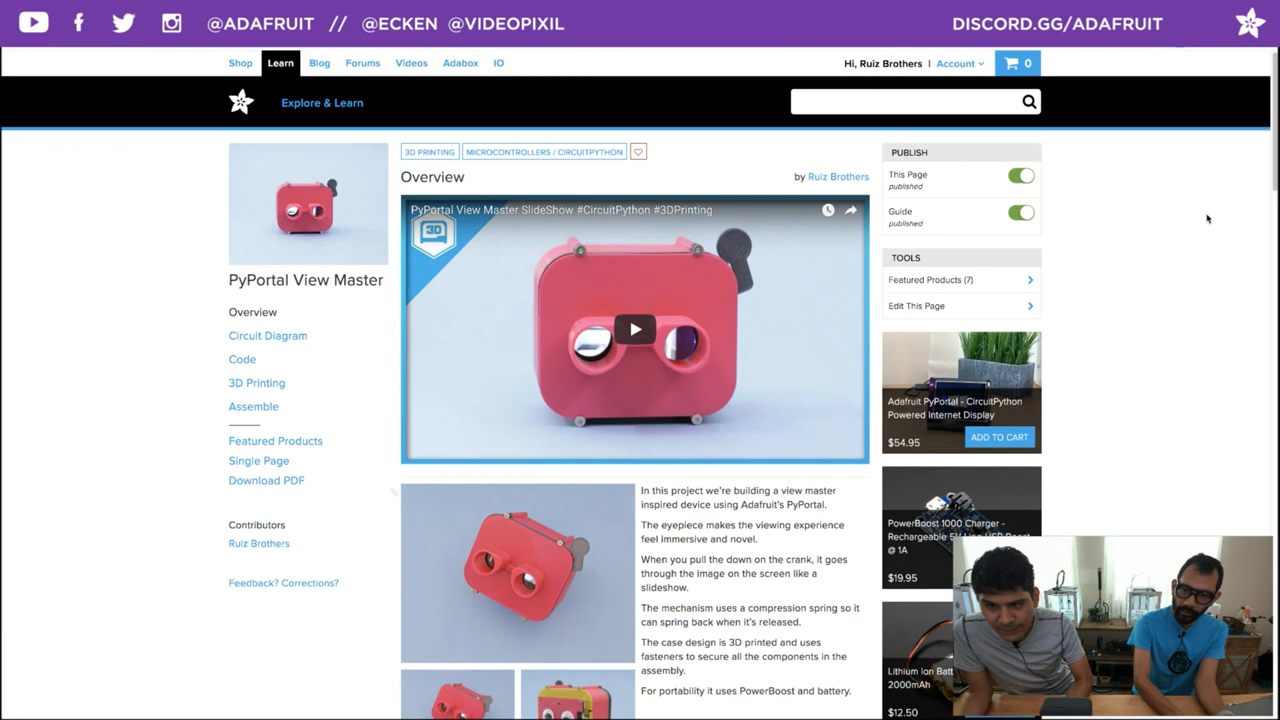 @ADAFRUIT // @ECKEN @VIDEOPIXIL
DISCORD.GG/ADAFRUIT
Shop Learn Blog Forums Videos Adabox IO
Hi, Ruiz Brothers | Account
0
Explore & Learn
3D PRINTING MICROCONTROLLERS / CIRCUITPYTHON
Overview
by Ruiz Brothers
PyPortal View Master SlideShow #CircuitPython #3DPrinting
3D
PyPortal View Master
Overview
Circuit Diagram
Code
3D Printing
Assemble
Featured Products
Single Page
Download PDF
Contributors
Ruiz Brothers
Feedback? Corrections?
In this project we're building a view master
inspired device using Adafruit's PyPortal.
The eyepiece makes the viewing experience
feel immersive and novel.
When you pull the down on the crank, it goes
through the image on the screen like a
slideshow.
The mechanism uses a compression spring so it
can spring back when it's released.
The case design is 3D printed and uses
fasteners to secure all the components in the
assembly.
For portability it uses PowerBoost and battery.
PUBLISH
This Page
published
Guide
published
TOOLS
Featured Products (7)
Edit This Page
Adafruit PyPortal - CircuitPython
Powered Internet Display
$54.95
ADD TO CART
PowerBoost 1000 Charger -
Rechargeable 5V Lipo USB Boost
@ 1A
$19.95
Lithium Ion Batt
2000mAh
$12.50